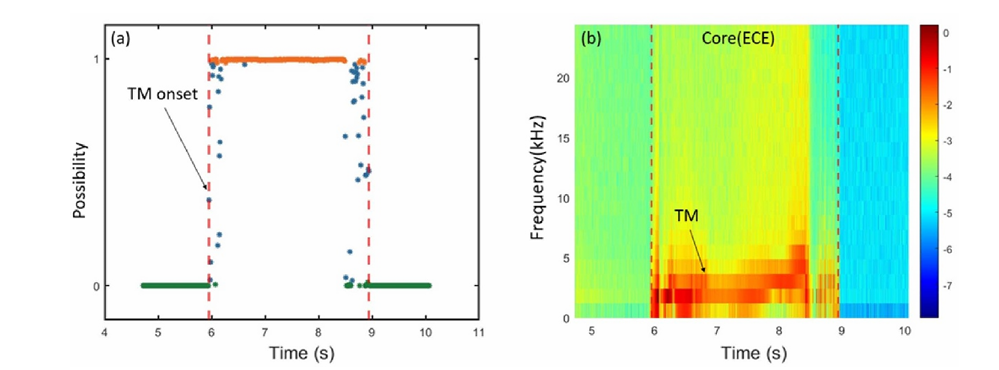 (a)
1
TM onset
Possibility
0
4 5 6 7 8 9 10 11
Time (s)
(b)
Core(ECE)
20
15
10
5
0
Frequency(kHz)
TM
5 6 7 8 9 10
Time (s)
0
-1
-2
-3
-4
-5
-6
-7